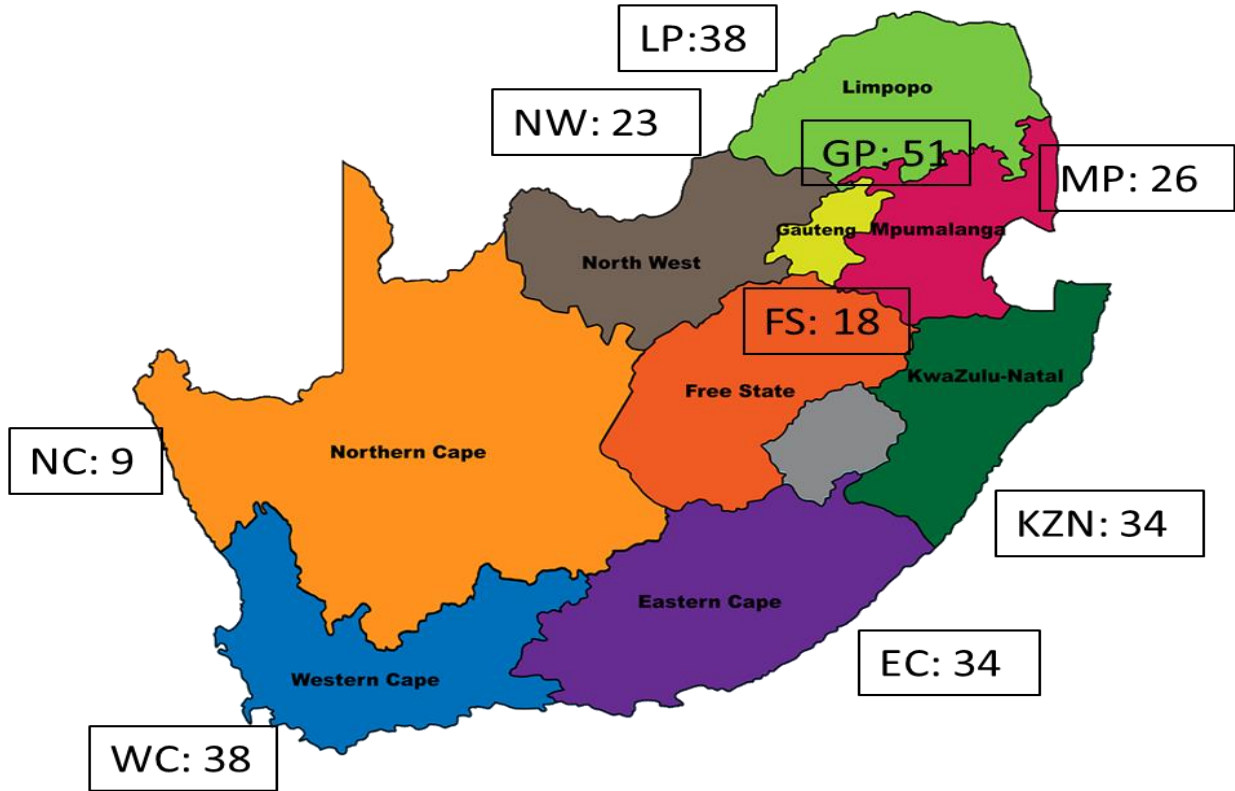 LP:38
Limpopo
NW: 23
GP: 51
MP: 26
Gauteng
Mpumalanga
North West
FS: 18
KwaZulu-Natal
Free State
Northern Cape
NC: 9
KZN: 34
Eastern Cape
EC: 34
Western Cape
WC: 38